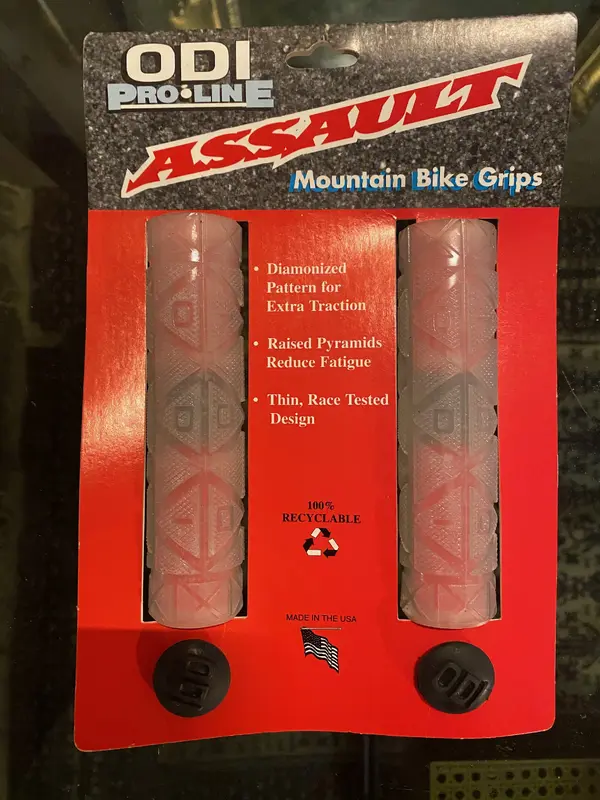 ODI
PRO·LINE
ASSAULT
Mountain Bike Grips
• Diamonized
Pattern for
Extra Traction
• Raised Pyramids
Reduce Fatigue
• Thin, Race Tested
Design
100%
RECYCLABLE
MADE IN THE USA
ODI
ODI